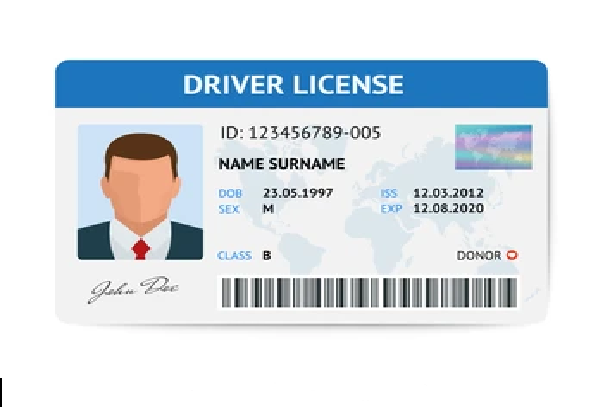 DRIVER LICENSE
ID: 123456789-005
NAME SURNAME
DOB 23.05.1997 ISS 12.03.2012
SEX M EXP 12.08.2020
CLASS B DONOR
John Doe